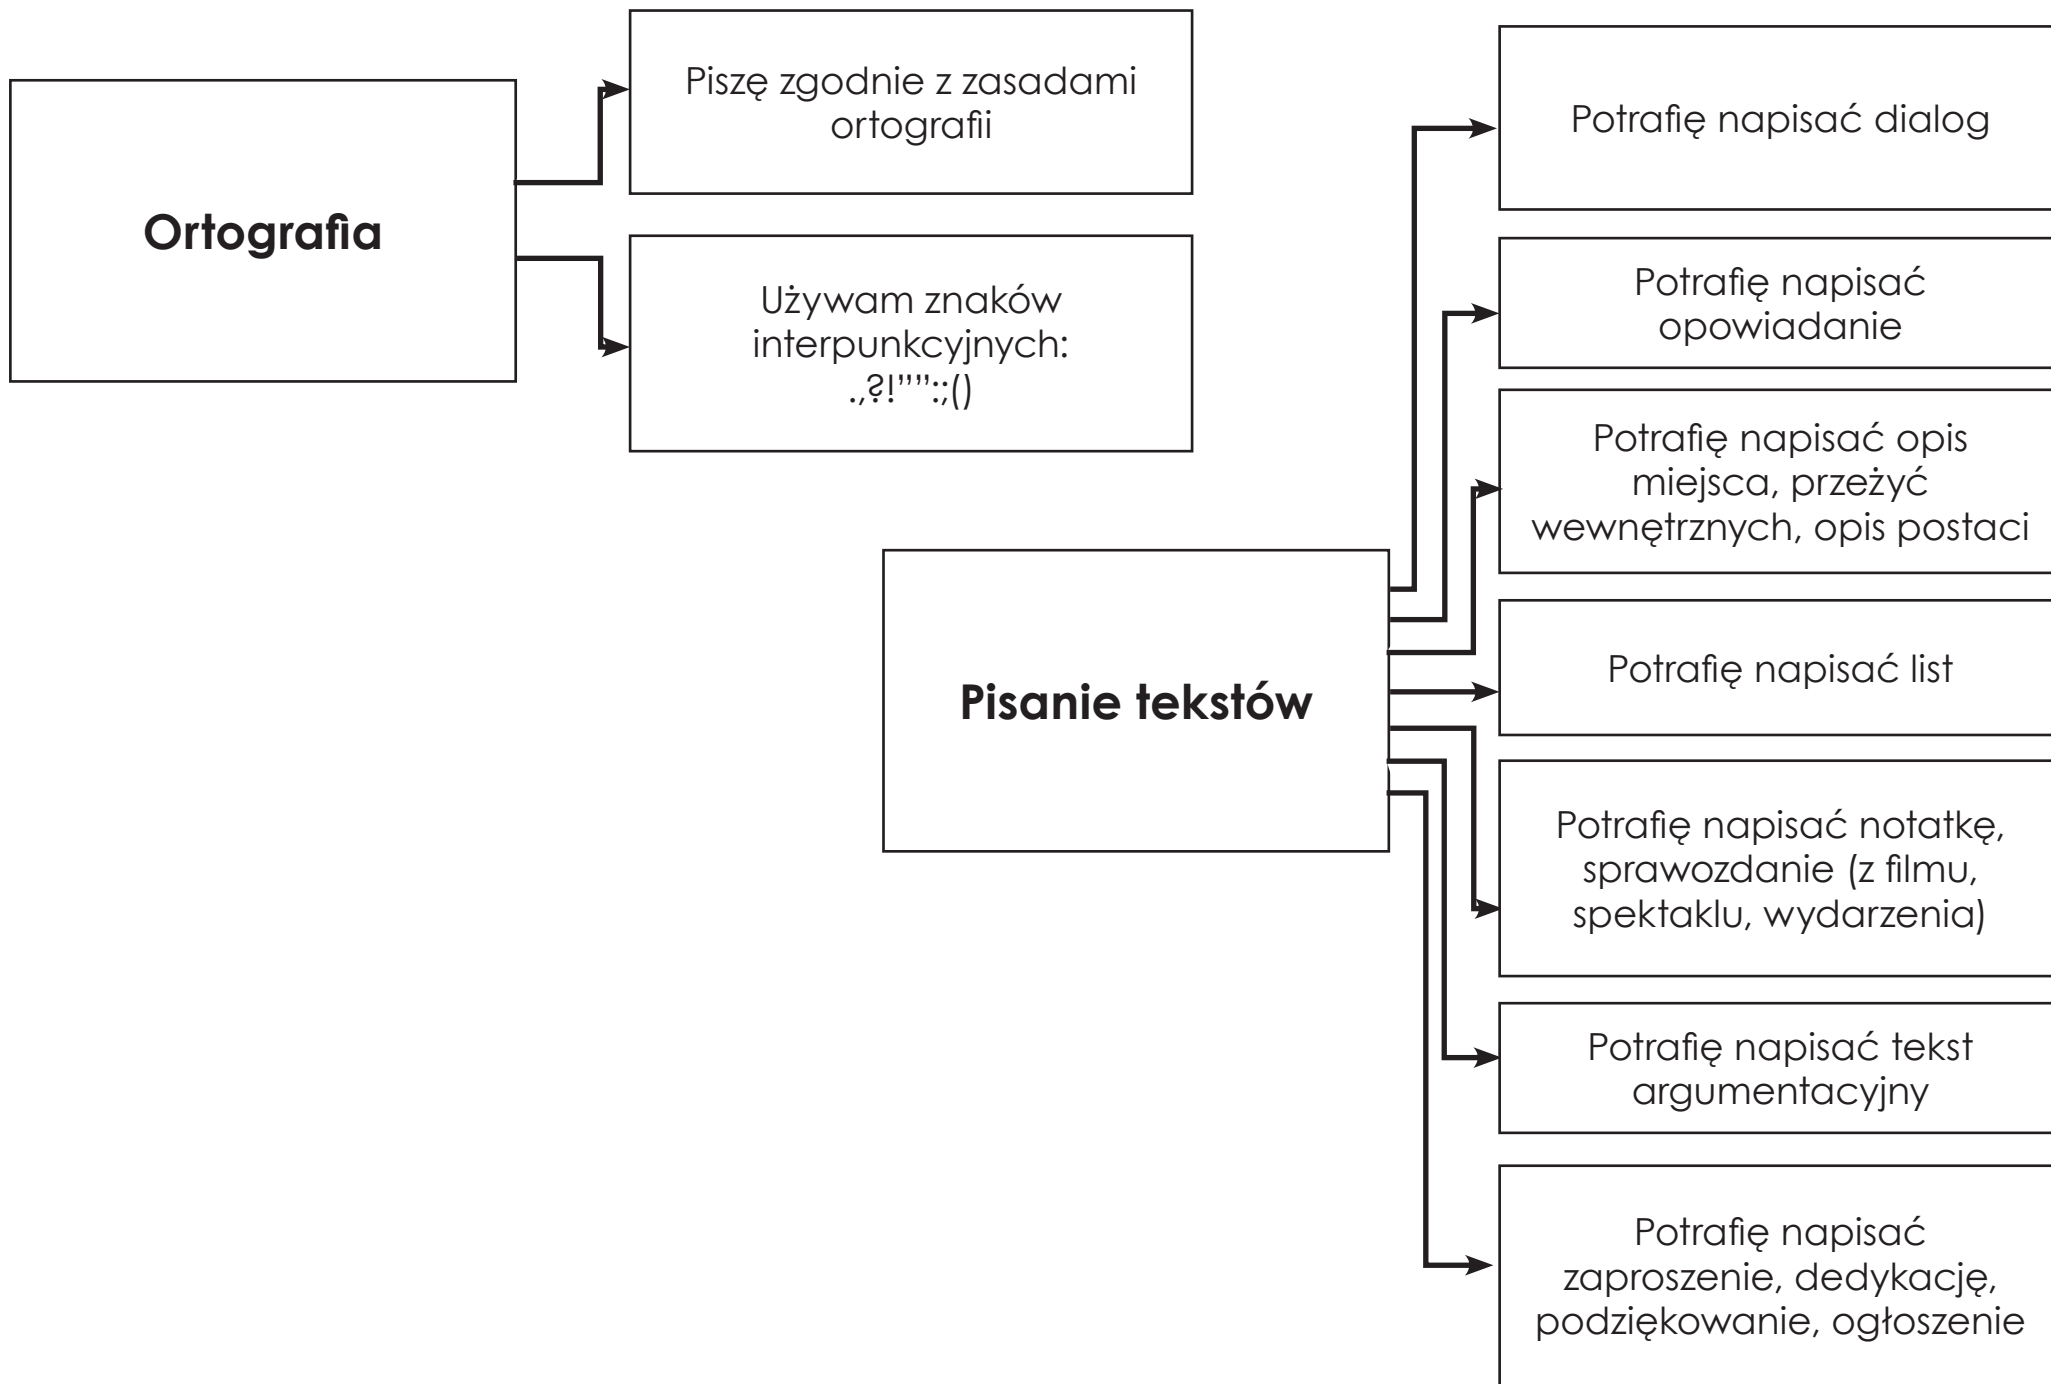 Ortografia
Piszę zgodnie z zasadami
ortografii
Używam znaków
interpunkcyjnych:
.,?!””:;()
Pisanie tekstów
Potrafię napisać dialog
Potrafię napisać
opowiadanie
Potrafię napisać opis
miejsca, przeżyć
wewnętrznych, opis postaci
Potrafię napisać list
Potrafię napisać notatkę,
sprawozdanie (z filmu,
spektaklu, wydarzenia)
Potrafię napisać tekst
argumentacyjny
Potrafię napisać
zaproszenie, dedykację,
podziękowanie, ogłoszenie